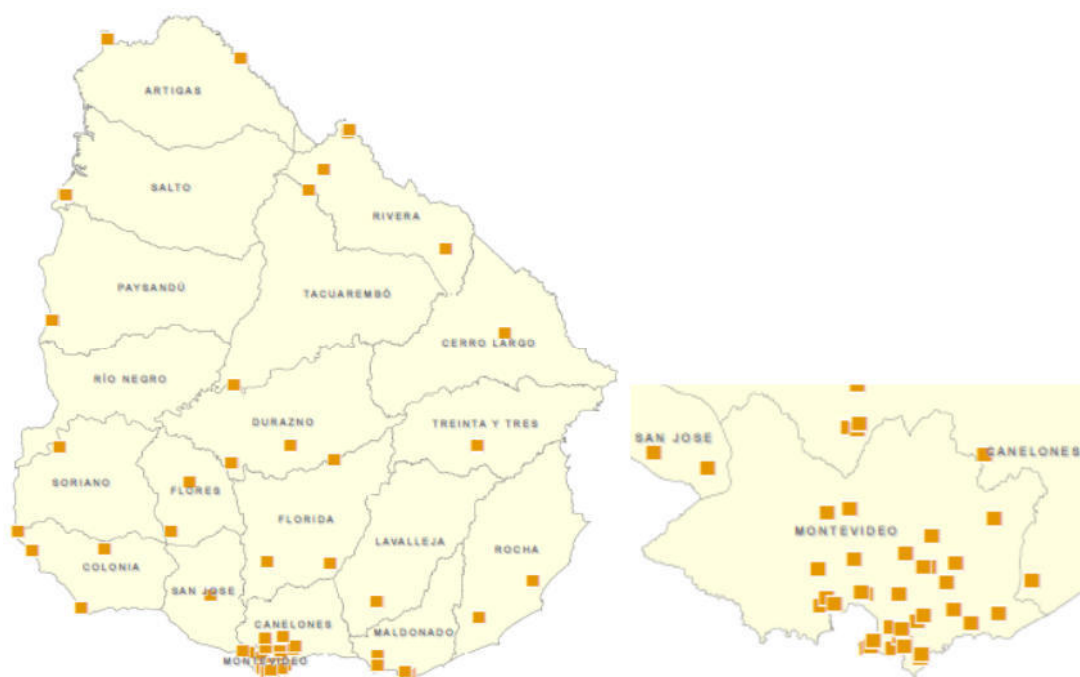 ARTIGAS
SALTO
RIVERA
PAYSANDÚ
TACUAREMBÓ
CERRO LARGO
RÍO NEGRO
DURAZNO
TREINTA Y TRES
SORIANO
FLORES
FLORIDA
LAVALLEJA
ROCHA
COLONIA
SAN JOSE
CANELONES
MALDONADO
MONTEVIDEO
SAN JOSE
CANELONES
MONTEVIDEO